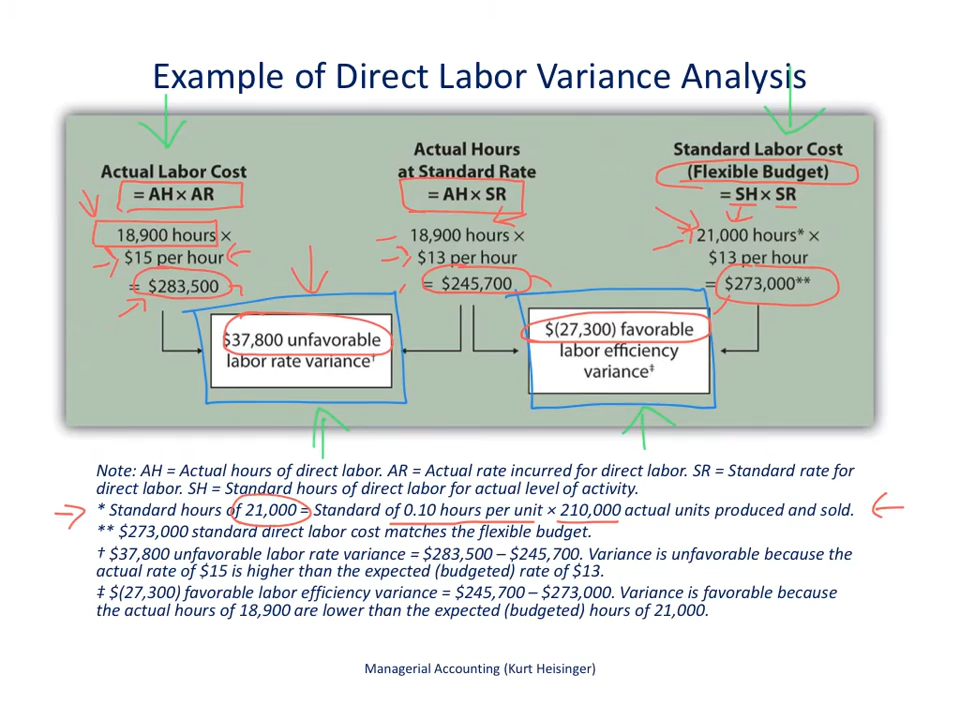 Example of Direct Labor Variance Analysis
Actual Labor Cost
= AH × AR
18,900 hours ×
$15 per hour
= $283,500
Actual Hours
at Standard Rate
= AH × SR
18,900 hours ×
$13 per hour
= $245,700
Standard Labor Cost
(Flexible Budget)
= SH × SR
21,000 hours* ×
$13 per hour
= $273,000**
$37,800 unfavorable
labor rate variance†
$(27,300) favorable
labor efficiency
variance‡
Note: AH = Actual hours of direct labor. AR = Actual rate incurred for direct labor. SR = Standard rate for
direct labor. SH = Standard hours of direct labor for actual level of activity.
* Standard hours of 21,000 = Standard of 0.10 hours per unit × 210,000 actual units produced and sold.
** $273,000 standard direct labor cost matches the flexible budget.
† $37,800 unfavorable labor rate variance = $283,500 – $245,700. Variance is unfavorable because the
actual rate of $15 is higher than the expected (budgeted) rate of $13.
‡ $(27,300) favorable labor efficiency variance = $245,700 – $273,000. Variance is favorable because
the actual hours of 18,900 are lower than the expected (budgeted) hours of 21,000.
Managerial Accounting (Kurt Heisinger)